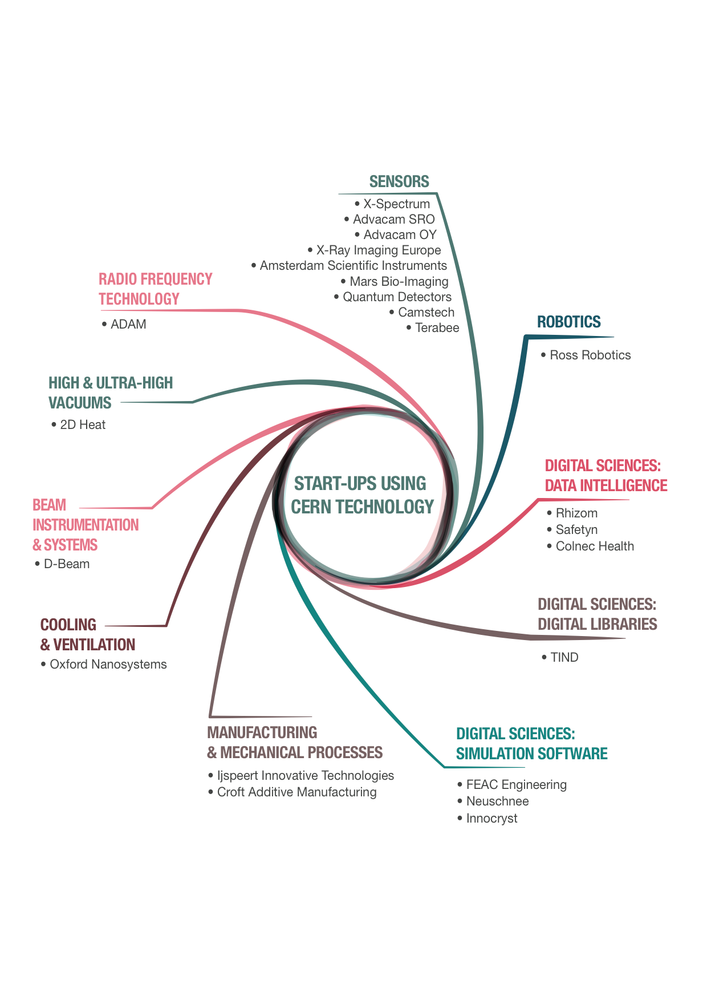 SENSORS
• X-Spectrum
• Advacam SRO
• Advacam OY
• X-Ray Imaging Europe
• Amsterdam Scientific Instruments
• Mars Bio-Imaging
• Quantum Detectors
• Camstech
• Terabee
RADIO FREQUENCY
TECHNOLOGY
• ADAM
ROBOTICS
• Ross Robotics
HIGH & ULTRA-HIGH
VACUUMS
• 2D Heat
START-UPS USING
CERN TECHNOLOGY
DIGITAL SCIENCES:
DATA INTELLIGENCE
• Rhizom
• Safetyn
• Colnec Health
BEAM
INSTRUMENTATION
& SYSTEMS
• D-Beam
DIGITAL SCIENCES:
DIGITAL LIBRARIES
• TIND
COOLING
& VENTILATION
• Oxford Nanosystems
MANUFACTURING
& MECHANICAL PROCESSES
• Ijspeert Innovative Technologies
• Croft Additive Manufacturing
DIGITAL SCIENCES:
SIMULATION SOFTWARE
• FEAC Engineering
• Neuschnee
• Innocryst